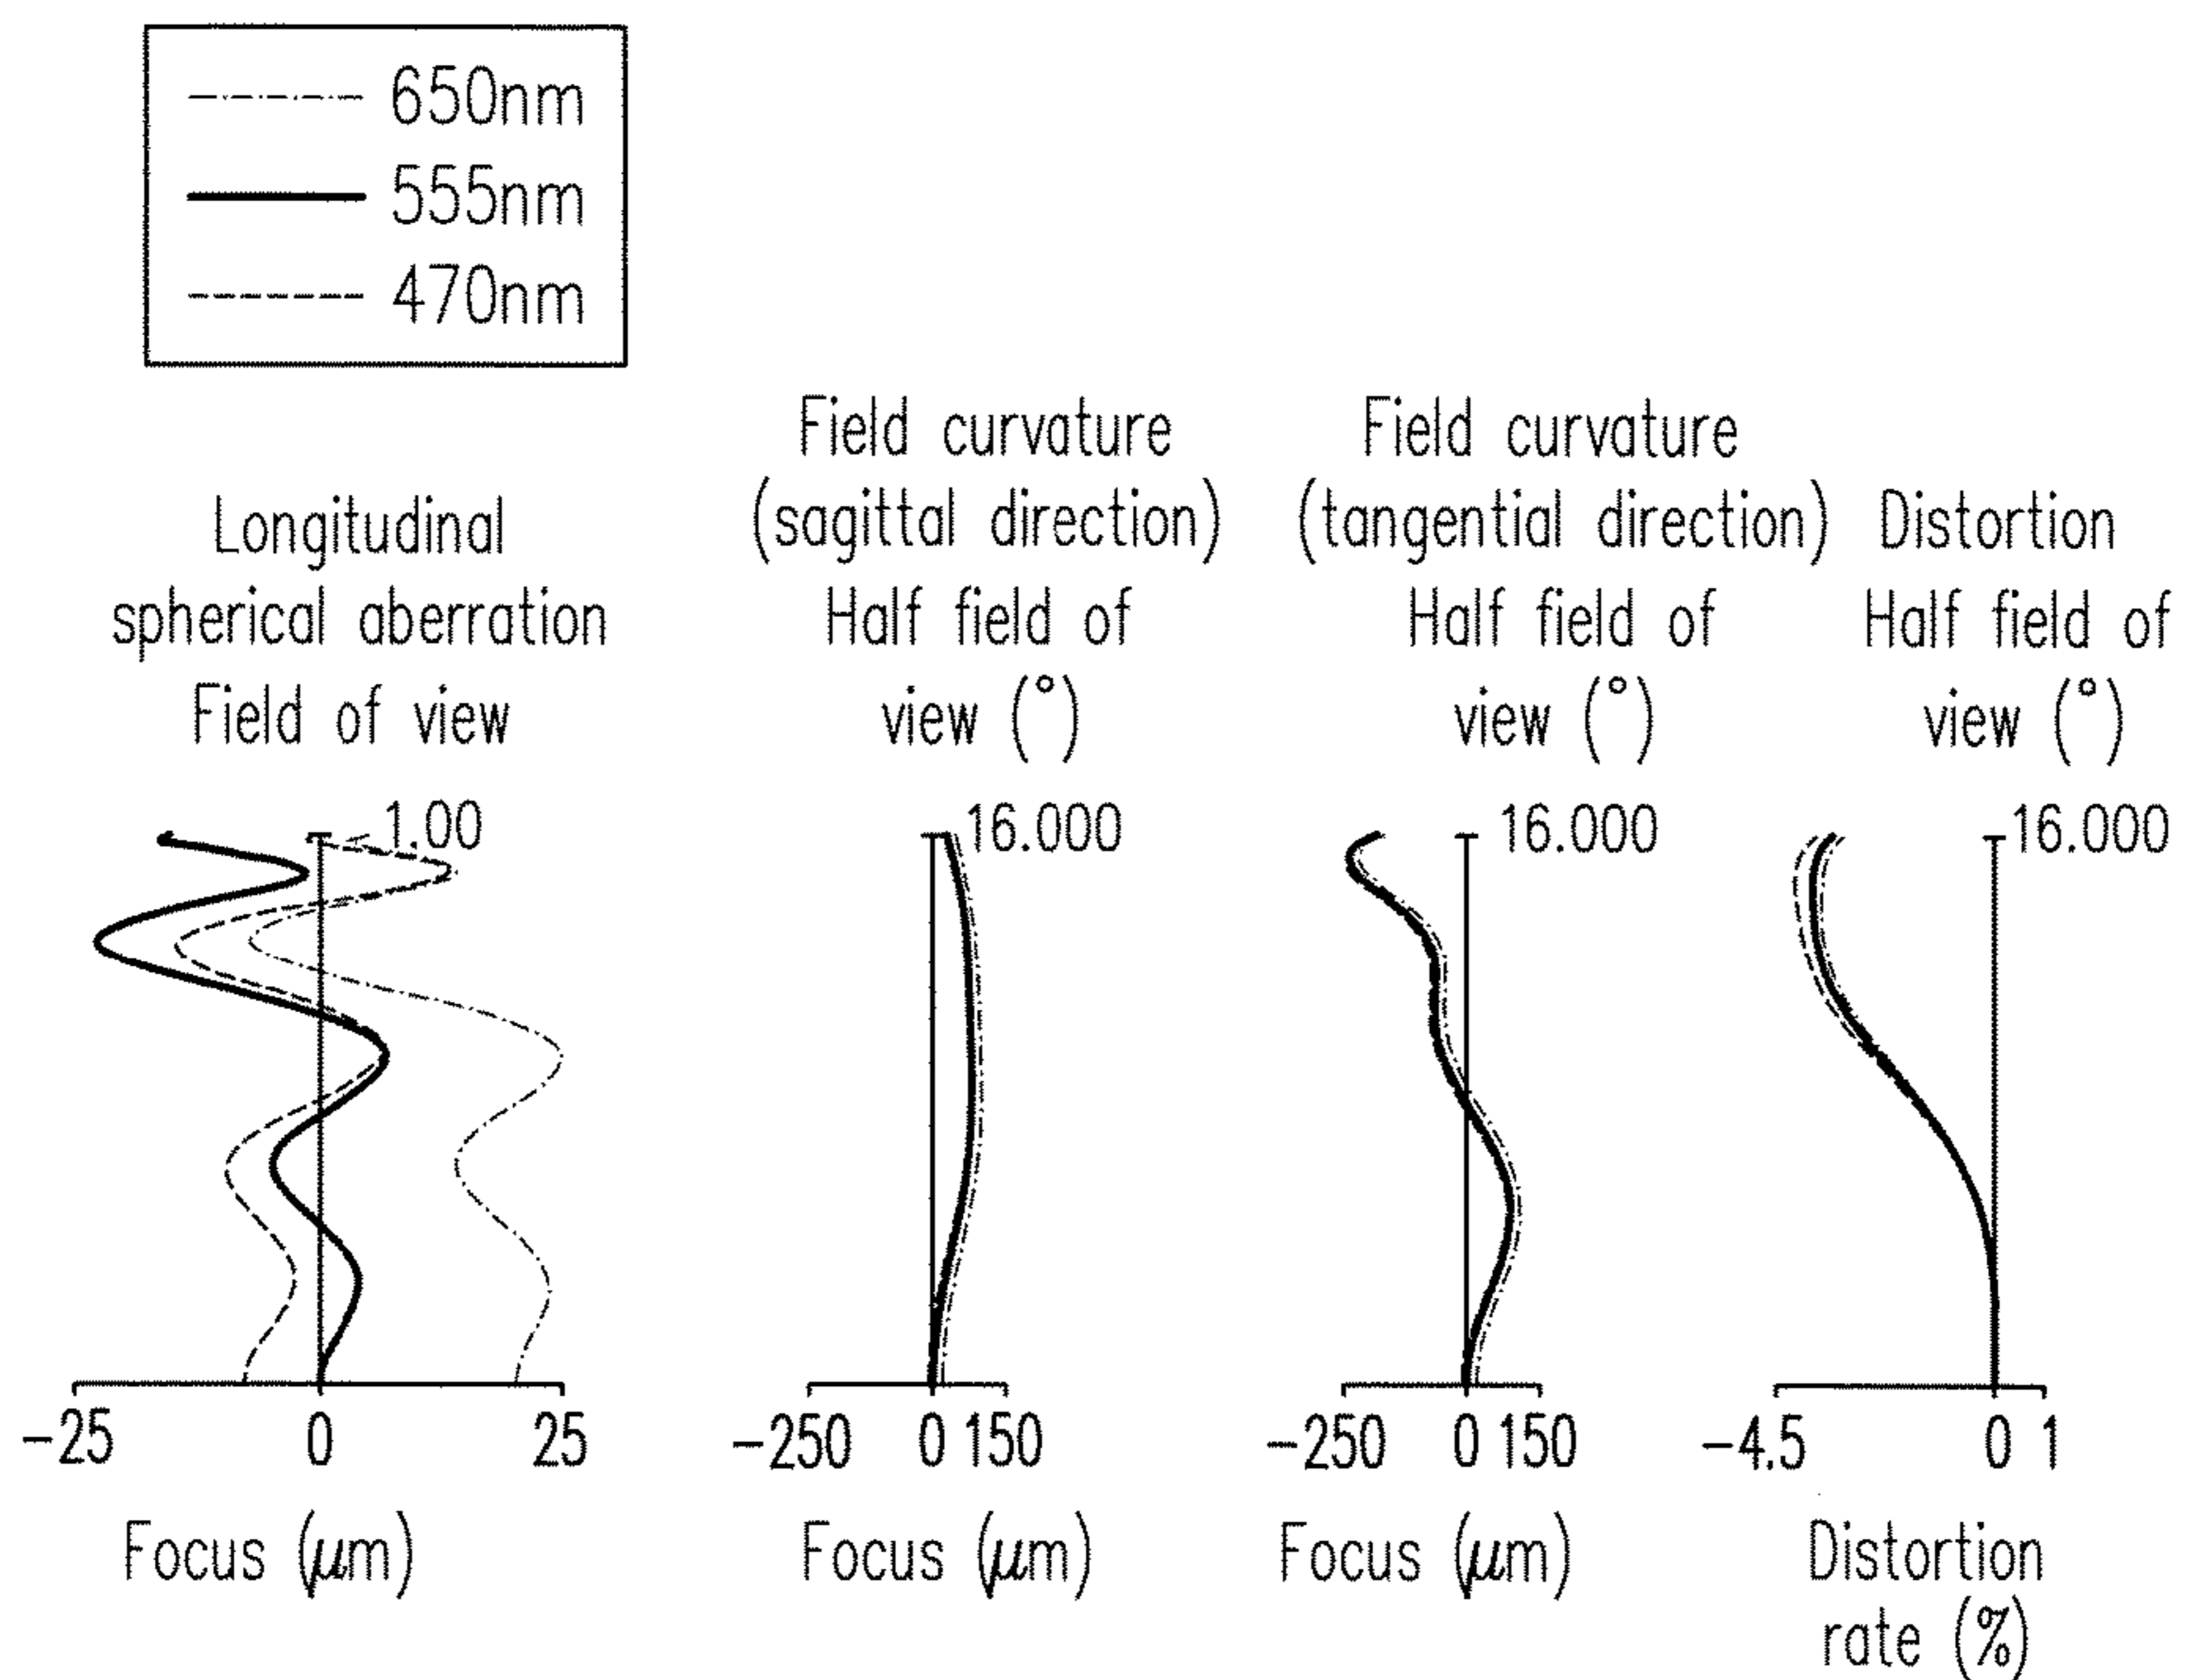 650nm
555nm
470nm
Longitudinal
spherical aberration
Field of view
1.00
-25 0 25
Focus (μm)
Field curvature
(sagittal direction)
Half field of
view (°)
16.000
-250 0 150
Focus (μm)
Field curvature
(tangential direction)
Half field of
view (°)
16.000
-250 0 150
Focus (μm)
Distortion
Half field of
view (°)
16.000
-4.5 0 1
Distortion
rate (%)